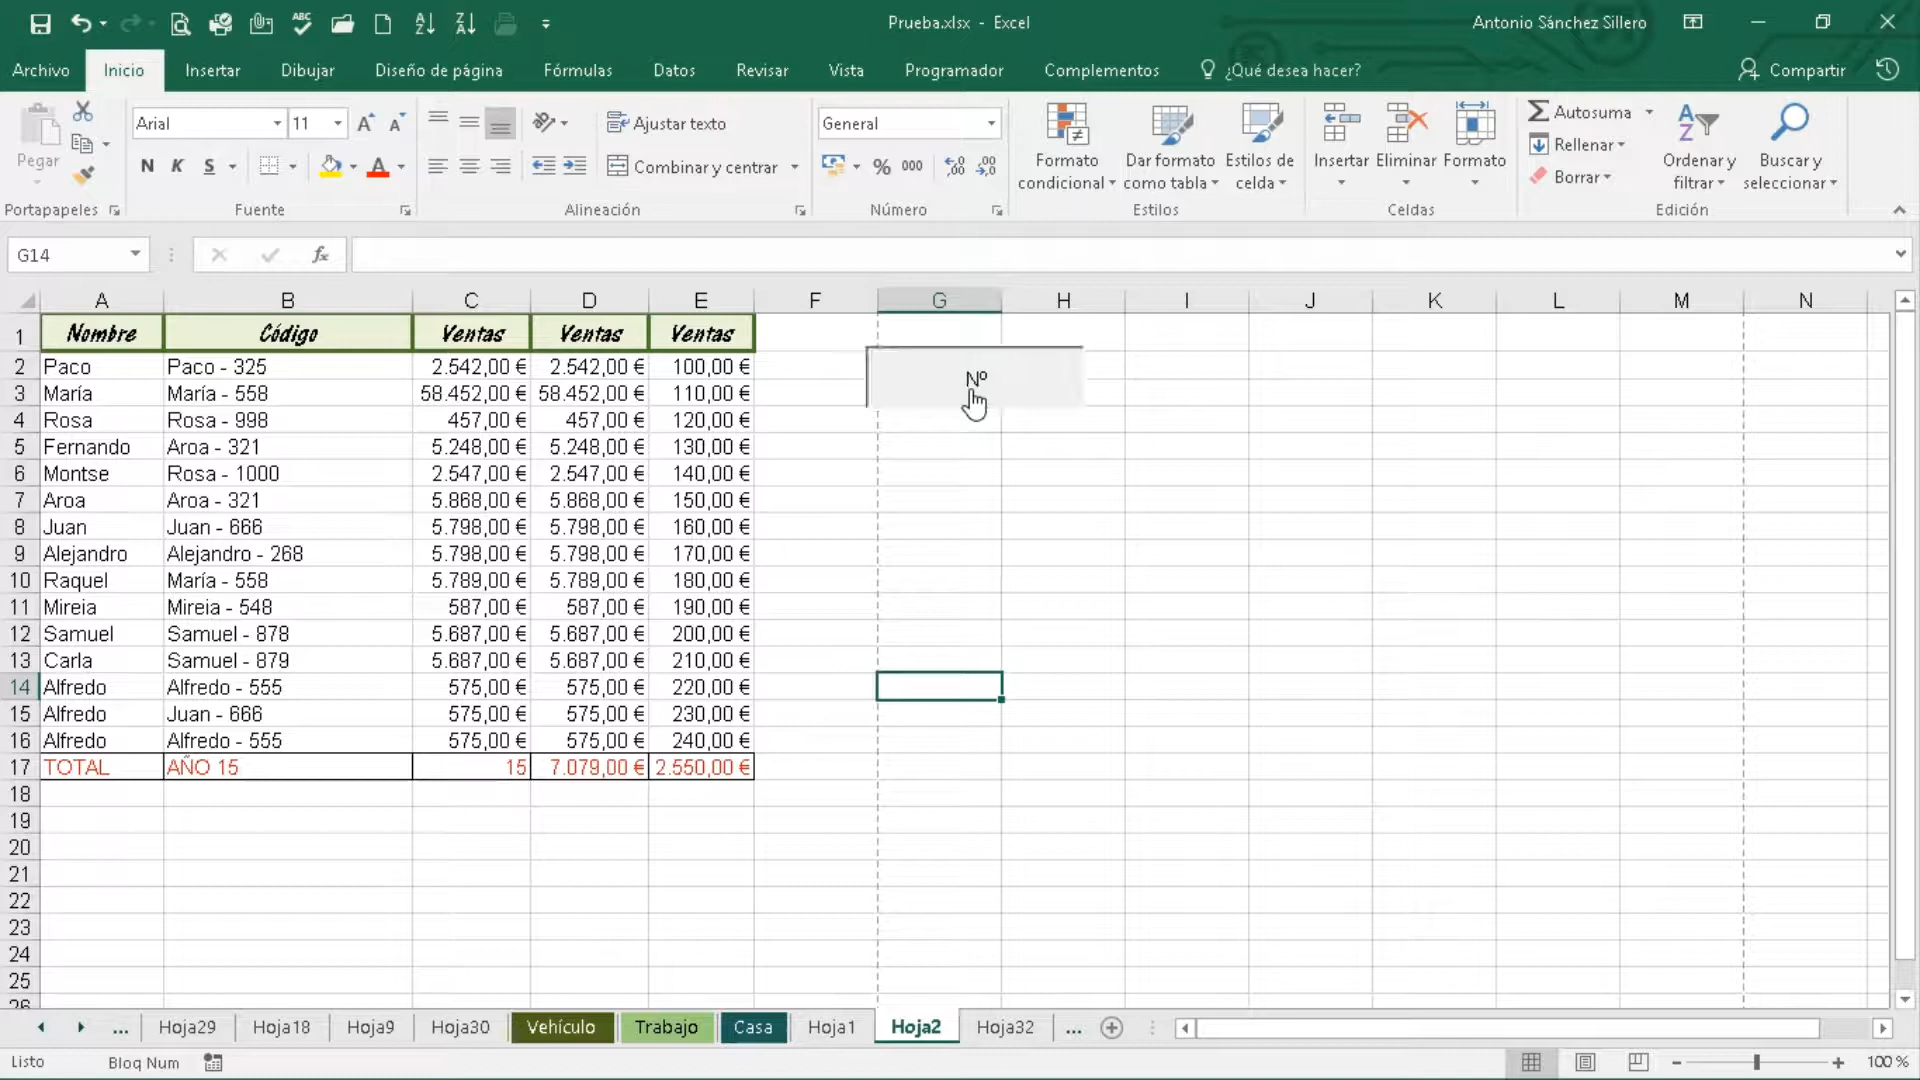 Prueba.xlsx - Excel
Antonio Sánchez Sillero
Archivo Inicio Insertar Dibujar Diseño de página Fórmulas Datos Revisar Vista Programador Complementos ¿Qué desea hacer? Compartir
Pegar
Arial 11
N K S
Ajustar texto
Combinar y centrar
General
% 000
Formato condicional
Dar formato como tabla
Estilos de celda
Insertar Eliminar Formato
Autosuma
Rellenar
Borrar
Ordenar y filtrar
Buscar y seleccionar
Portapapeles Fuente Alineación Número Estilos Celdas Edición
G14 fx
A B C D E F G H I J K L M N
1 Nombre Código Ventas Ventas Ventas
2 Paco Paco - 325 2.542,00 € 2.542,00 € 100,00 €
Nº
3 María María - 558 58.452,00 € 58.452,00 € 110,00 €
4 Rosa Rosa - 998 457,00 € 457,00 € 120,00 €
5 Fernando Aroa - 321 5.248,00 € 5.248,00 € 130,00 €
6 Montse Rosa - 1000 2.547,00 € 2.547,00 € 140,00 €
7 Aroa Aroa - 321 5.868,00 € 5.868,00 € 150,00 €
8 Juan Juan - 666 5.798,00 € 5.798,00 € 160,00 €
9 Alejandro Alejandro - 268 5.798,00 € 5.798,00 € 170,00 €
10 Raquel María - 558 5.789,00 € 5.789,00 € 180,00 €
11 Mireia Mireia - 548 587,00 € 587,00 € 190,00 €
12 Samuel Samuel - 878 5.687,00 € 5.687,00 € 200,00 €
13 Carla Samuel - 879 5.687,00 € 5.687,00 € 210,00 €
14 Alfredo Alfredo - 555 575,00 € 575,00 € 220,00 €
15 Alfredo Juan - 666 575,00 € 575,00 € 230,00 €
16 Alfredo Alfredo - 555 575,00 € 575,00 € 240,00 €
17 TOTAL AÑO 15 15 7.079,00 € 2.550,00 €
18
19
20
21
22
23
24
25
26
... Hoja29 Hoja18 Hoja9 Hoja30 Vehículo Trabajo Casa Hoja1 Hoja2 Hoja32 ...
Listo Bloq Num 100 %